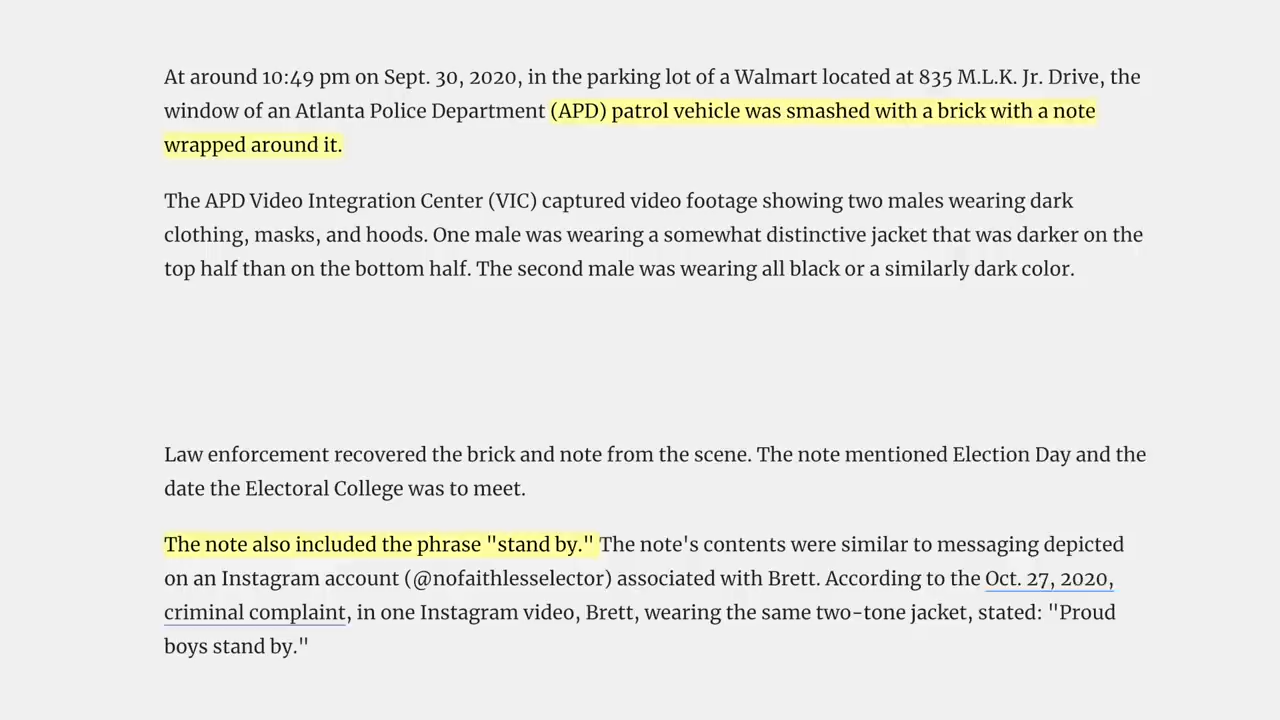 At around 10:49 pm on Sept. 30, 2020, in the parking lot of a Walmart located at 835 M.L.K. Jr. Drive, the
window of an Atlanta Police Department (APD) patrol vehicle was smashed with a brick with a note
wrapped around it.
The APD Video Integration Center (VIC) captured video footage showing two males wearing dark
clothing, masks, and hoods. One male was wearing a somewhat distinctive jacket that was darker on the
top half than on the bottom half. The second male was wearing all black or a similarly dark color.
Law enforcement recovered the brick and note from the scene. The note mentioned Election Day and the
date the Electoral College was to meet.
The note also included the phrase "stand by." The note's contents were similar to messaging depicted
on an Instagram account (@nofaithlesselector) associated with Brett. According to the Oct. 27, 2020,
criminal complaint, in one Instagram video, Brett, wearing the same two-tone jacket, stated: "Proud
boys stand by."